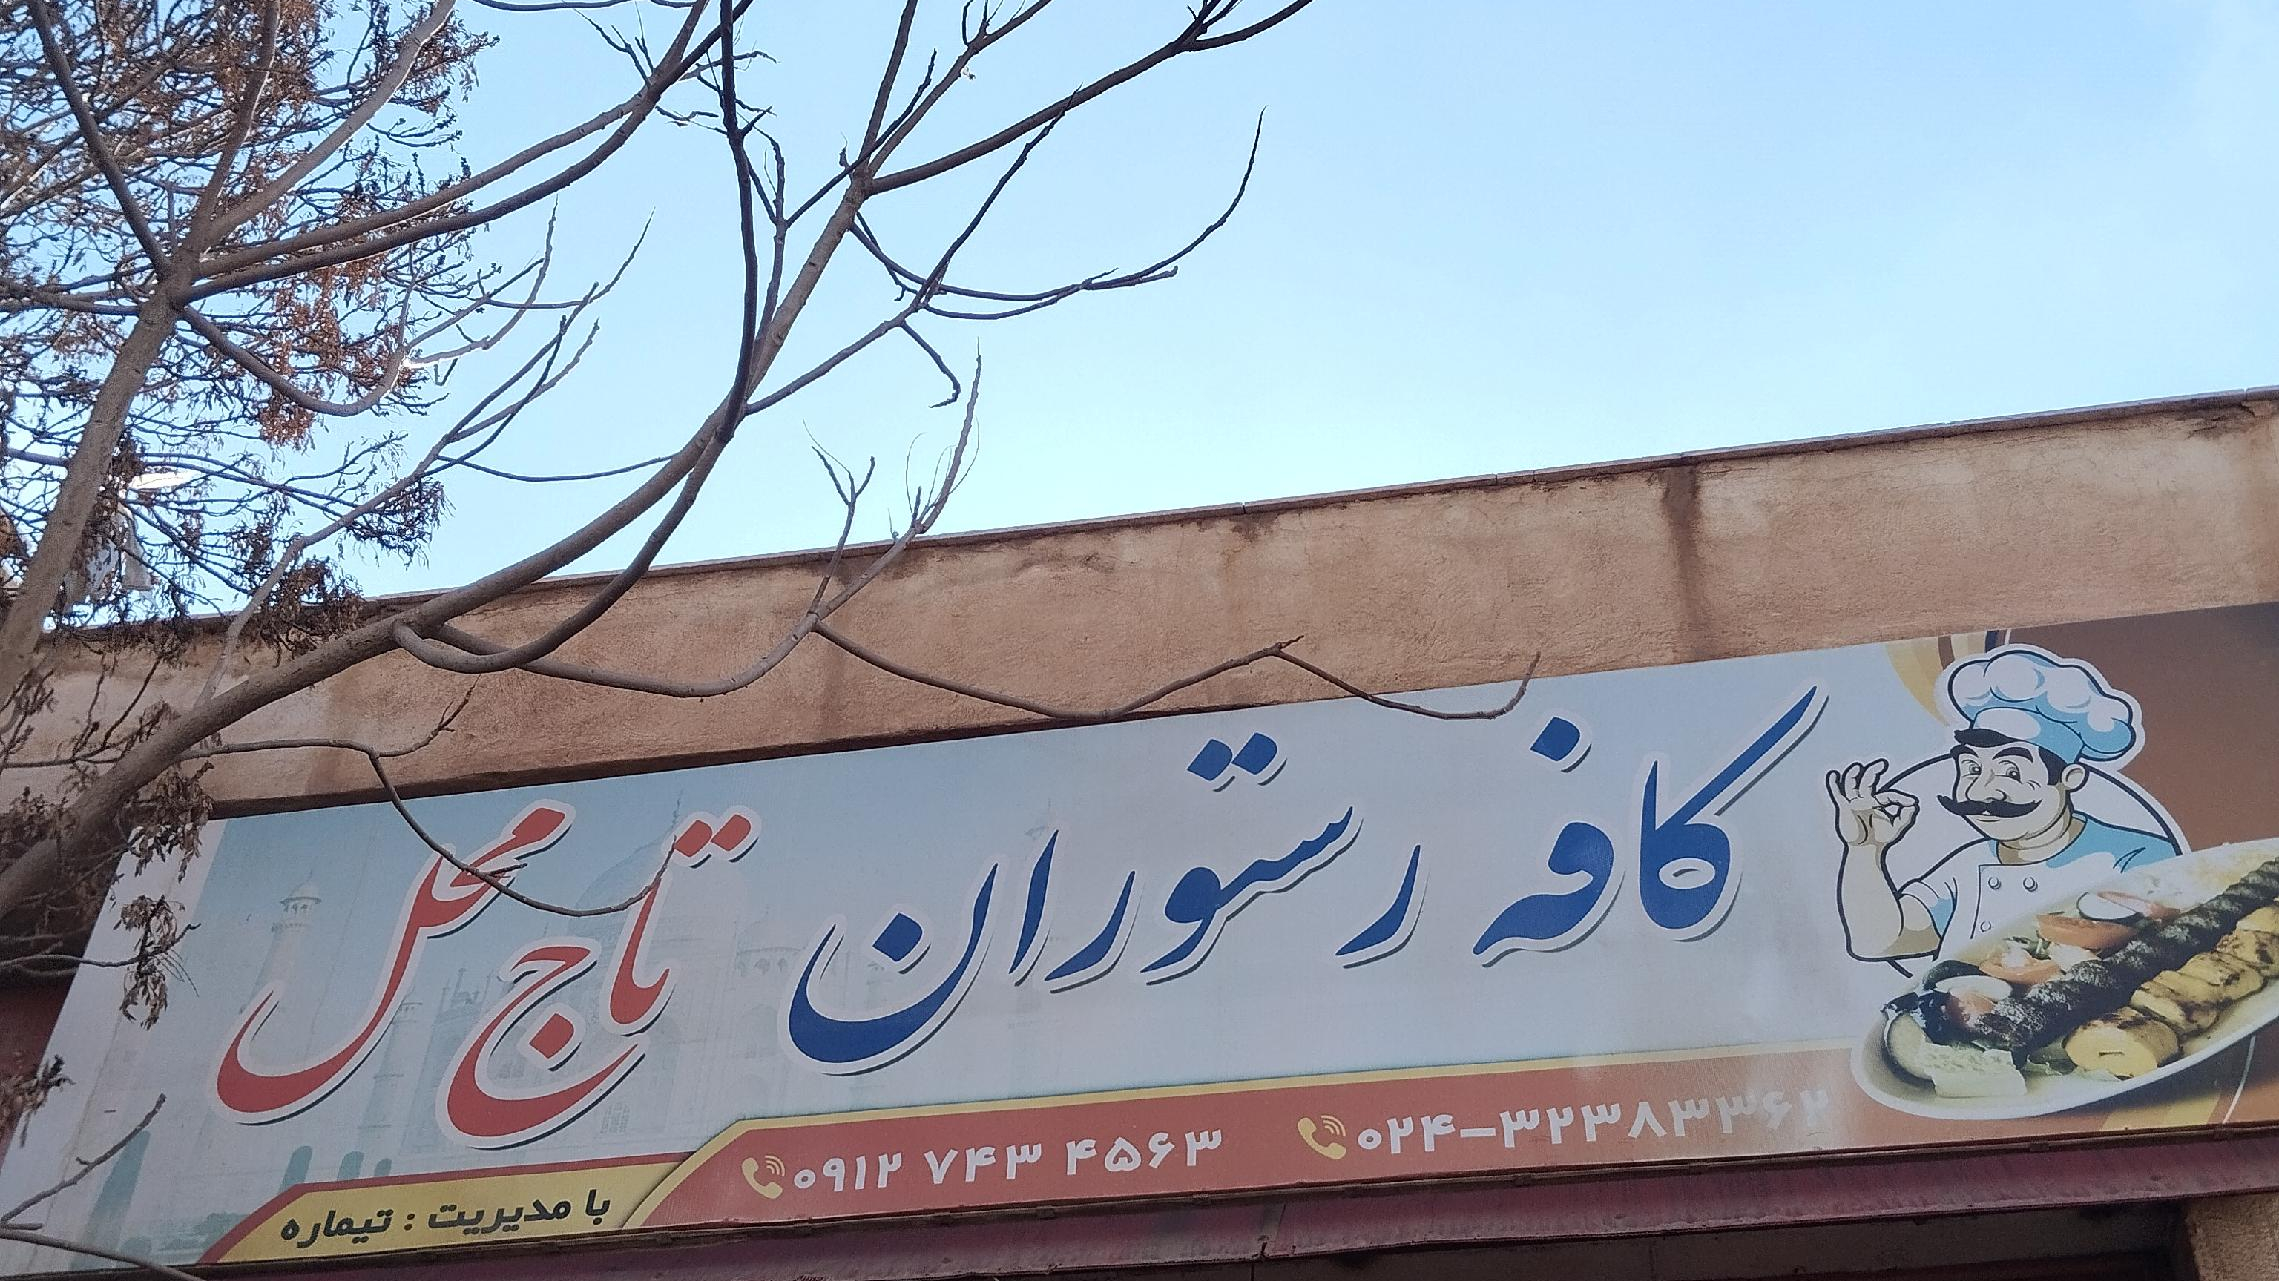 کافه رستوران تاج محل
۰۲۴-۳۲۳۸۳۳۶۲
۰۹۱۲ ۷۴۳ ۴۵۶۳
با مدیریت : تیماره